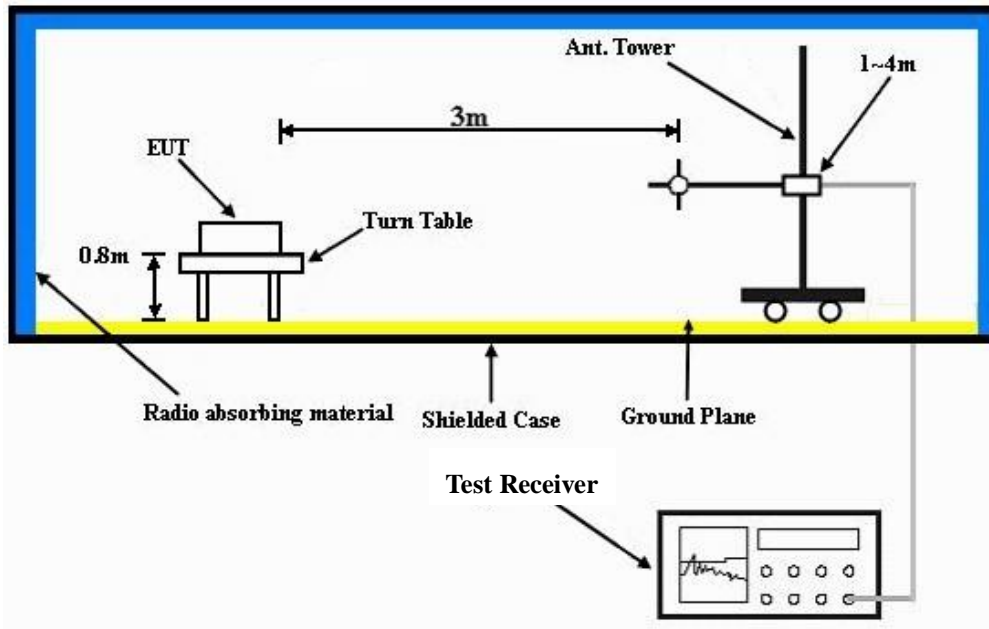 Ant. Tower
1~4m
3m
EUT
Turn Table
0.8m
Radio absorbing material
Shielded Case
Ground Plane
Test Receiver